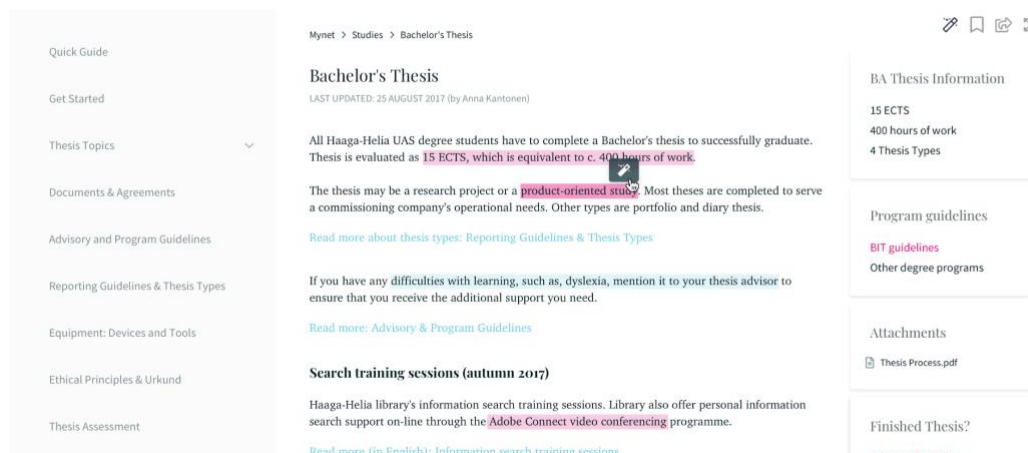 Quick Guide
Get Started
Thesis Topics
Documents & Agreements
Advisory and Program Guidelines
Reporting Guidelines & Thesis Types
Equipment: Devices and Tools
Ethical Principles & Urkund
Thesis Assessment
Mynet > Studies > Bachelor's Thesis
Bachelor's Thesis
LAST UPDATED: 25 AUGUST 2017 (by Anna Kantonen)
All Haaga-Helia UAS degree students have to complete a Bachelor's thesis to successfully graduate.
Thesis is evaluated as 15 ECTS, which is equivalent to c. 400 hours of work.
The thesis may be a research project or a product-oriented study. Most theses are completed to serve
a commissioning company's operational needs. Other types are portfolio and diary thesis.
Read more about thesis types: Reporting Guidelines & Thesis Types
If you have any difficulties with learning, such as, dyslexia, mention it to your thesis advisor to
ensure that you receive the additional support you need.
Read more: Advisory & Program Guidelines
Search training sessions (autumn 2017)
Haaga-Helia library's information search training sessions. Library also offer personal information
search support on-line through the Adobe Connect video conferencing programme.
Read more (in English): Information search training sessions
BA Thesis Information
15 ECTS
400 hours of work
4 Thesis Types
Program guidelines
BIT guidelines
Other degree programs
Attachments
Thesis Process.pdf
Finished Thesis?